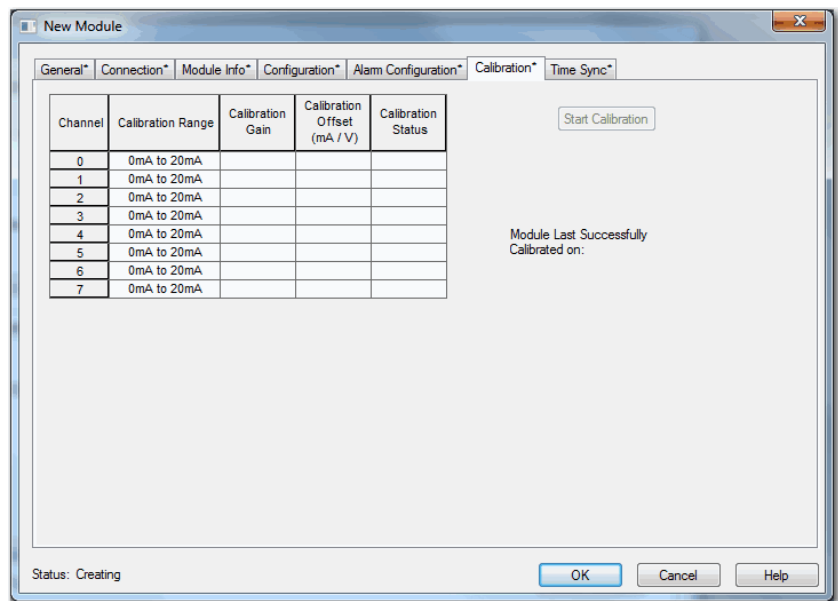 New Module
General* Connection* Module Info* Configuration* Alarm Configuration* Calibration* Time Sync*
Channel Calibration Range Calibration Gain Calibration Offset (mA / V) Calibration Status
0 0mA to 20mA
1 0mA to 20mA
2 0mA to 20mA
3 0mA to 20mA
4 0mA to 20mA
5 0mA to 20mA
6 0mA to 20mA
7 0mA to 20mA
Start Calibration
Module Last Successfully
Calibrated on:
Status: Creating
OK Cancel Help